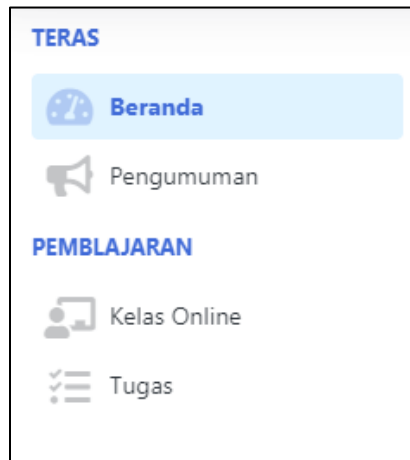 TERAS
Beranda
Pengumuman
PEMBLAJARAN
Kelas Online
Tugas